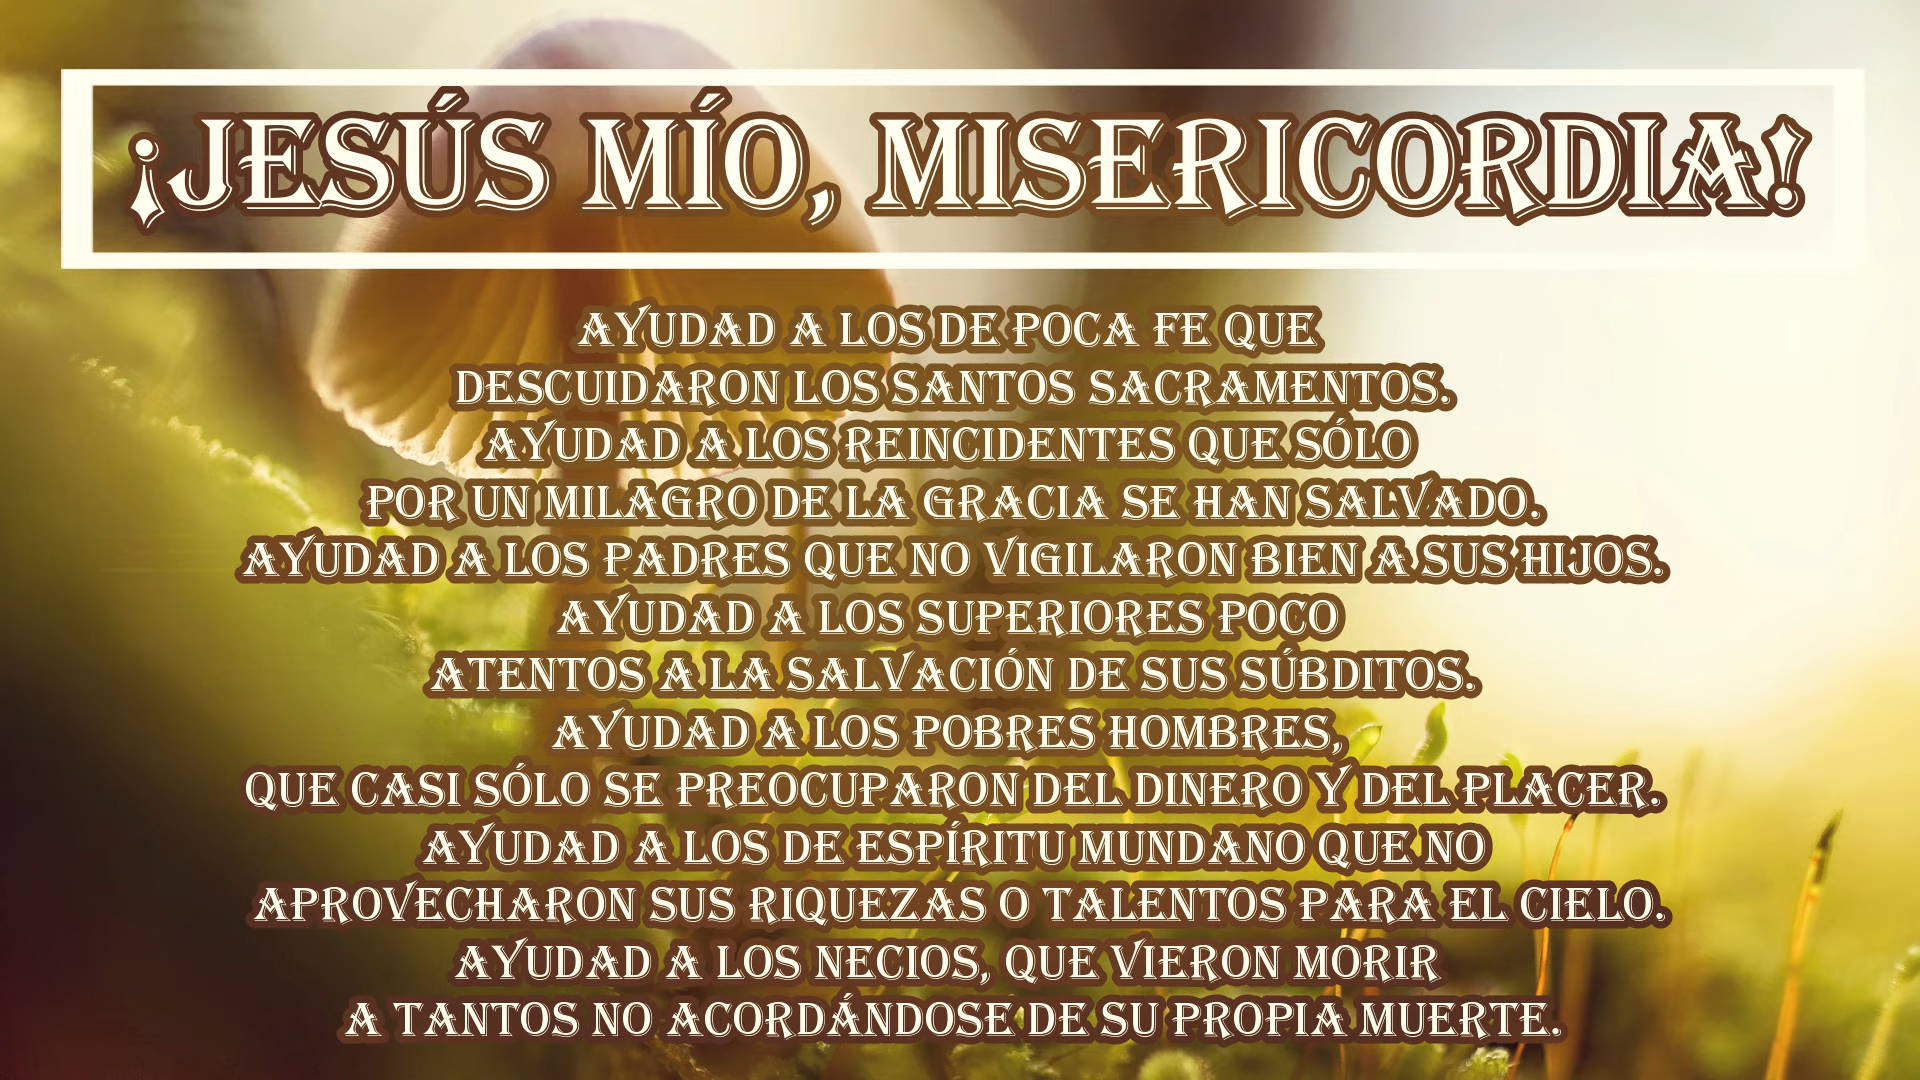 ¡JESÚS MÍO, MISERICORDIA!
AYUDAD A LOS DE POCA FE QUE
DESCUIDARON LOS SANTOS SACRAMENTOS.
AYUDAD A LOS REINCIDENTES QUE SÓLO
POR UN MILAGRO DE LA GRACIA SE HAN SALVADO.
AYUDAD A LOS PADRES QUE NO VIGILARON BIEN A SUS HIJOS.
AYUDAD A LOS SUPERIORES POCO
ATENTOS A LA SALVACIÓN DE SUS SÚBDITOS.
AYUDAD A LOS POBRES HOMBRES,
QUE CASI SÓLO SE PREOCUPARON DEL DINERO Y DEL PLACER.
AYUDAD A LOS DE ESPÍRITU MUNDANO QUE NO
APROVECHARON SUS RIQUEZAS O TALENTOS PARA EL CIELO.
AYUDAD A LOS NECIOS, QUE VIERON MORIR
A TANTOS NO ACORDÁNDOSE DE SU PROPIA MUERTE.